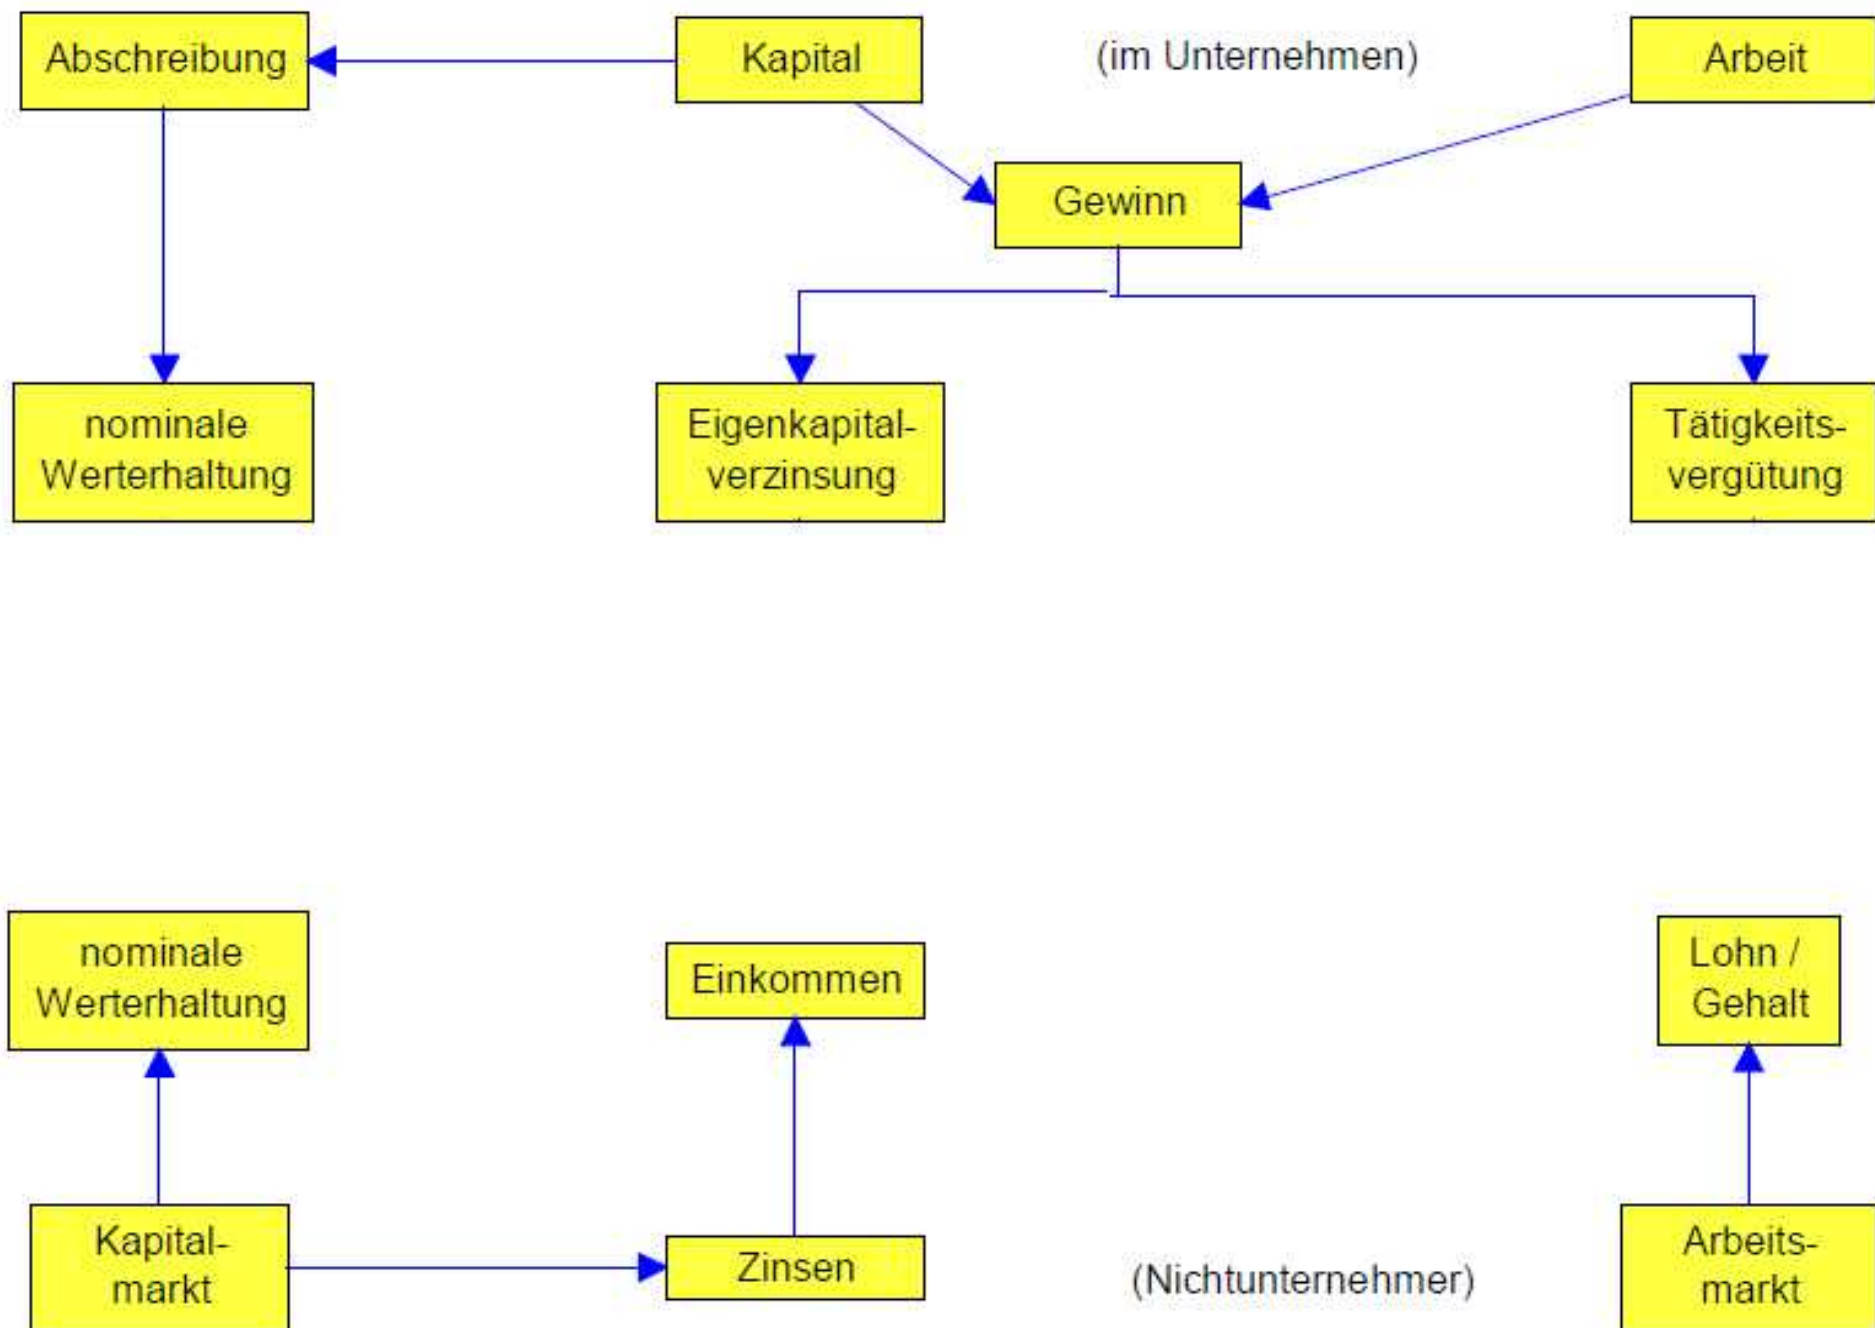 Abschreibung
Kapital
(im Unternehmen)
Arbeit
Gewinn
nominale
Werterhaltung
Eigenkapital-
verzinsung
Tätigkeits-
vergütung
nominale
Werterhaltung
Einkommen
Lohn /
Gehalt
Kapital-
markt
Zinsen
(Nichtunternehmer)
Arbeits-
markt